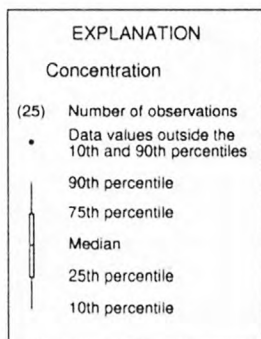 EXPLANATION
Concentration
(25) Number of observations
• Data values outside the
10th and 90th percentiles
90th percentile
75th percentile
Median
25th percentile
10th percentile